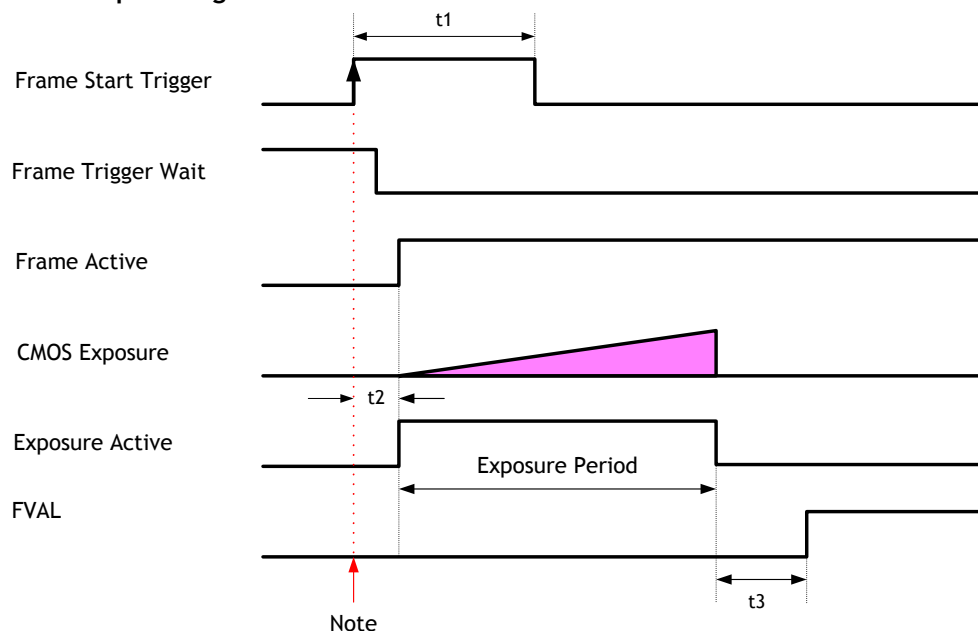 t1
Frame Start Trigger
Frame Trigger Wait
Frame Active
CMOS Exposure
t2
Exposure Active
Exposure Period
FVAL
t3
Note